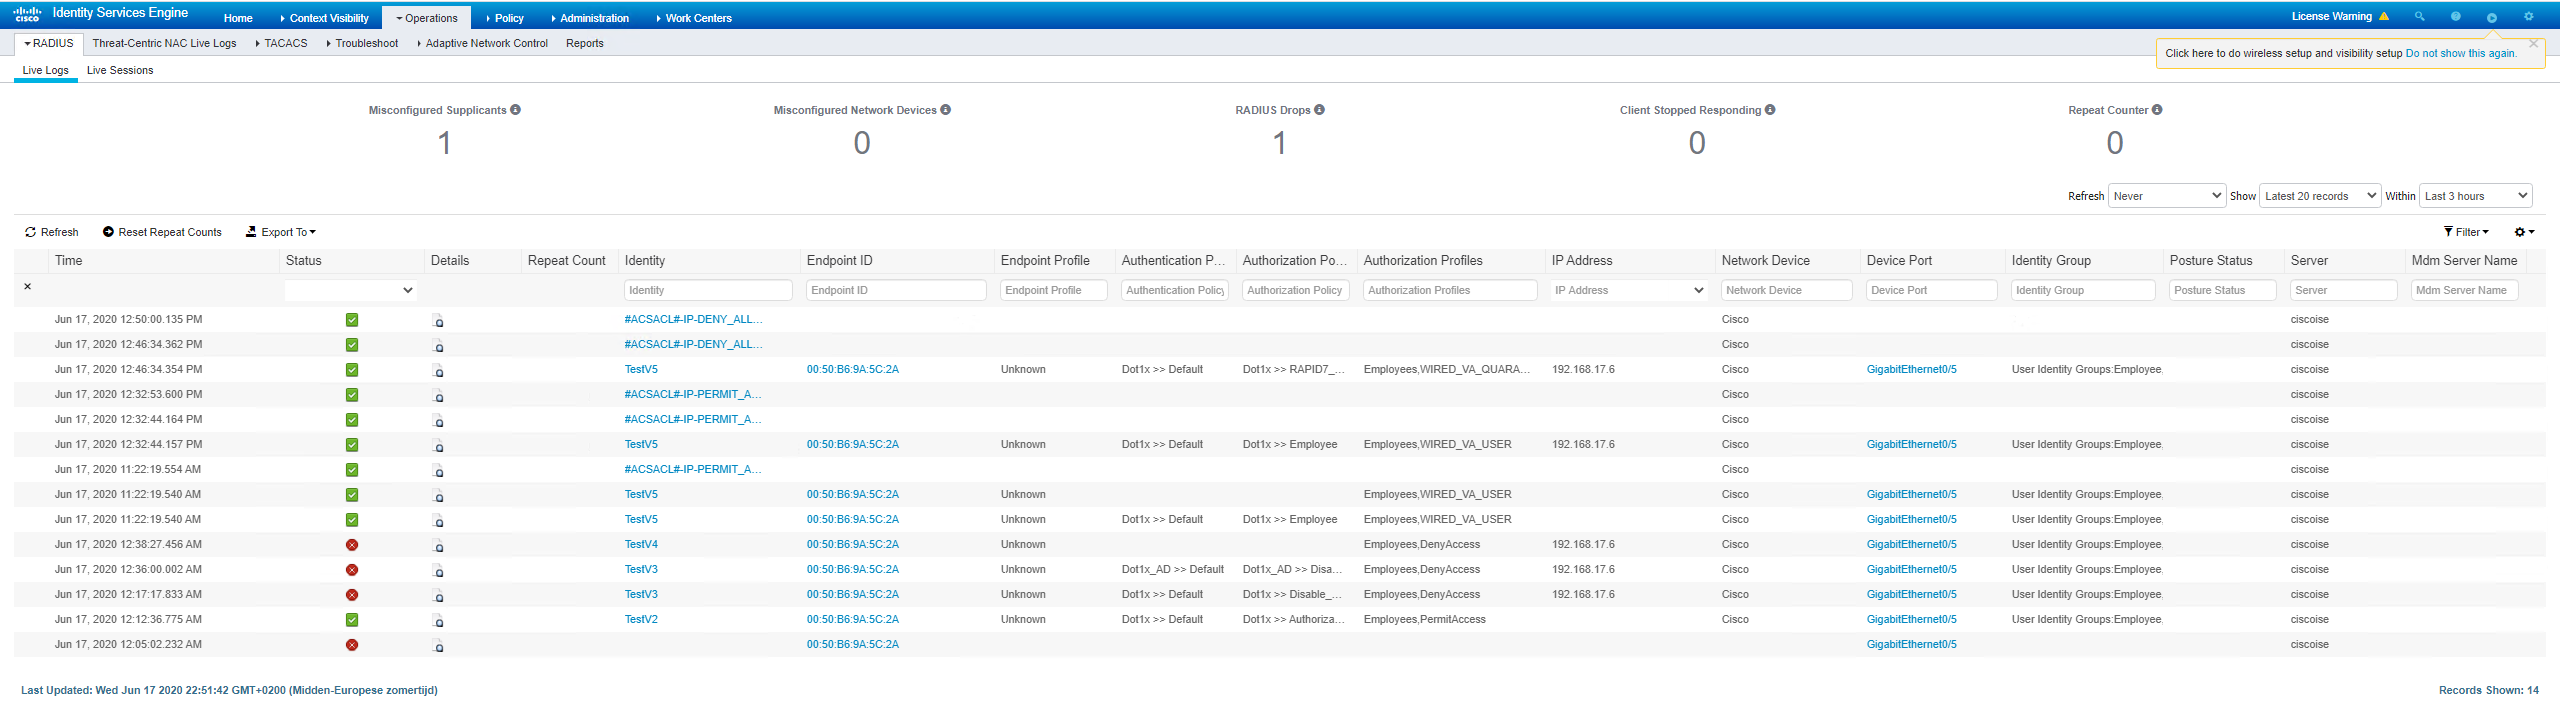 cisco Identity Services Engine Home Context Visibility Operations Policy Administration Work Centers License Warning
RADIUS Threat-Centric NAC Live Logs TACACS Troubleshoot Adaptive Network Control Reports
Click here to do wireless setup and visibility setup Do not show this again.
Live Logs Live Sessions
Misconfigured Supplicants Misconfigured Network Devices RADIUS Drops Client Stopped Responding Repeat Counter
1 0 1 0 0
Refresh Never Show Latest 20 records Within Last 3 hours
Refresh Reset Repeat Counts Export To Filter
Time Status Details Repeat Count Identity Endpoint ID Endpoint Profile Authentication P... Authorization Po... Authorization Profiles IP Address Network Device Device Port Identity Group Posture Status Server Mdm Server Name
Identity Endpoint ID Endpoint Profile Authentication Policy Authorization Policy Authorization Profiles IP Address Network Device Device Port Identity Group Posture Status Server Mdm Server Name
Jun 17, 2020 12:50:00.135 PM #ACSACL#-IP-DENY_ALL... Cisco ciscoise
Jun 17, 2020 12:46:34.362 PM #ACSACL#-IP-DENY_ALL... Cisco ciscoise
Jun 17, 2020 12:46:34.354 PM TestV5 00:50:B6:9A:5C:2A Unknown Dot1x >> Default Dot1x >> RAPID7_... Employees,WIRED_VA_QUARA... 192.168.17.6 Cisco GigabitEthernet0/5 User Identity Groups:Employee, ciscoise
Jun 17, 2020 12:32:53.600 PM #ACSACL#-IP-PERMIT_A... Cisco ciscoise
Jun 17, 2020 12:32:44.164 PM #ACSACL#-IP-PERMIT_A... Cisco ciscoise
Jun 17, 2020 12:32:44.157 PM TestV5 00:50:B6:9A:5C:2A Unknown Dot1x >> Default Dot1x >> Employee Employees,WIRED_VA_USER 192.168.17.6 Cisco GigabitEthernet0/5 User Identity Groups:Employee, ciscoise
Jun 17, 2020 11:22:19.554 AM #ACSACL#-IP-PERMIT_A... Cisco ciscoise
Jun 17, 2020 11:22:19.540 AM TestV5 00:50:B6:9A:5C:2A Unknown Employees,WIRED_VA_USER Cisco GigabitEthernet0/5 User Identity Groups:Employee, ciscoise
Jun 17, 2020 11:22:19.540 AM TestV5 00:50:B6:9A:5C:2A Unknown Dot1x >> Default Dot1x >> Employee Employees,WIRED_VA_USER Cisco GigabitEthernet0/5 User Identity Groups:Employee, ciscoise
Jun 17, 2020 12:38:27.456 AM TestV4 00:50:B6:9A:5C:2A Unknown Employees,DenyAccess 192.168.17.6 Cisco GigabitEthernet0/5 User Identity Groups:Employee, ciscoise
Jun 17, 2020 12:36:00.002 AM TestV3 00:50:B6:9A:5C:2A Unknown Dot1x_AD >> Default Dot1x_AD >> Disa... Employees,DenyAccess 192.168.17.6 Cisco GigabitEthernet0/5 User Identity Groups:Employee, ciscoise
Jun 17, 2020 12:17:17.833 AM TestV3 00:50:B6:9A:5C:2A Unknown Dot1x >> Default Dot1x >> Disable_... Employees,DenyAccess 192.168.17.6 Cisco GigabitEthernet0/5 User Identity Groups:Employee, ciscoise
Jun 17, 2020 12:12:36.775 AM TestV2 00:50:B6:9A:5C:2A Unknown Dot1x >> Default Dot1x >> Authoriza... Employees,PermitAccess Cisco GigabitEthernet0/5 User Identity Groups:Employee, ciscoise
Jun 17, 2020 12:05:02.232 AM 00:50:B6:9A:5C:2A GigabitEthernet0/5 ciscoise
Last Updated: Wed Jun 17 2020 22:51:42 GMT+0200 (Midden-Europese zomertijd) Records Shown: 14